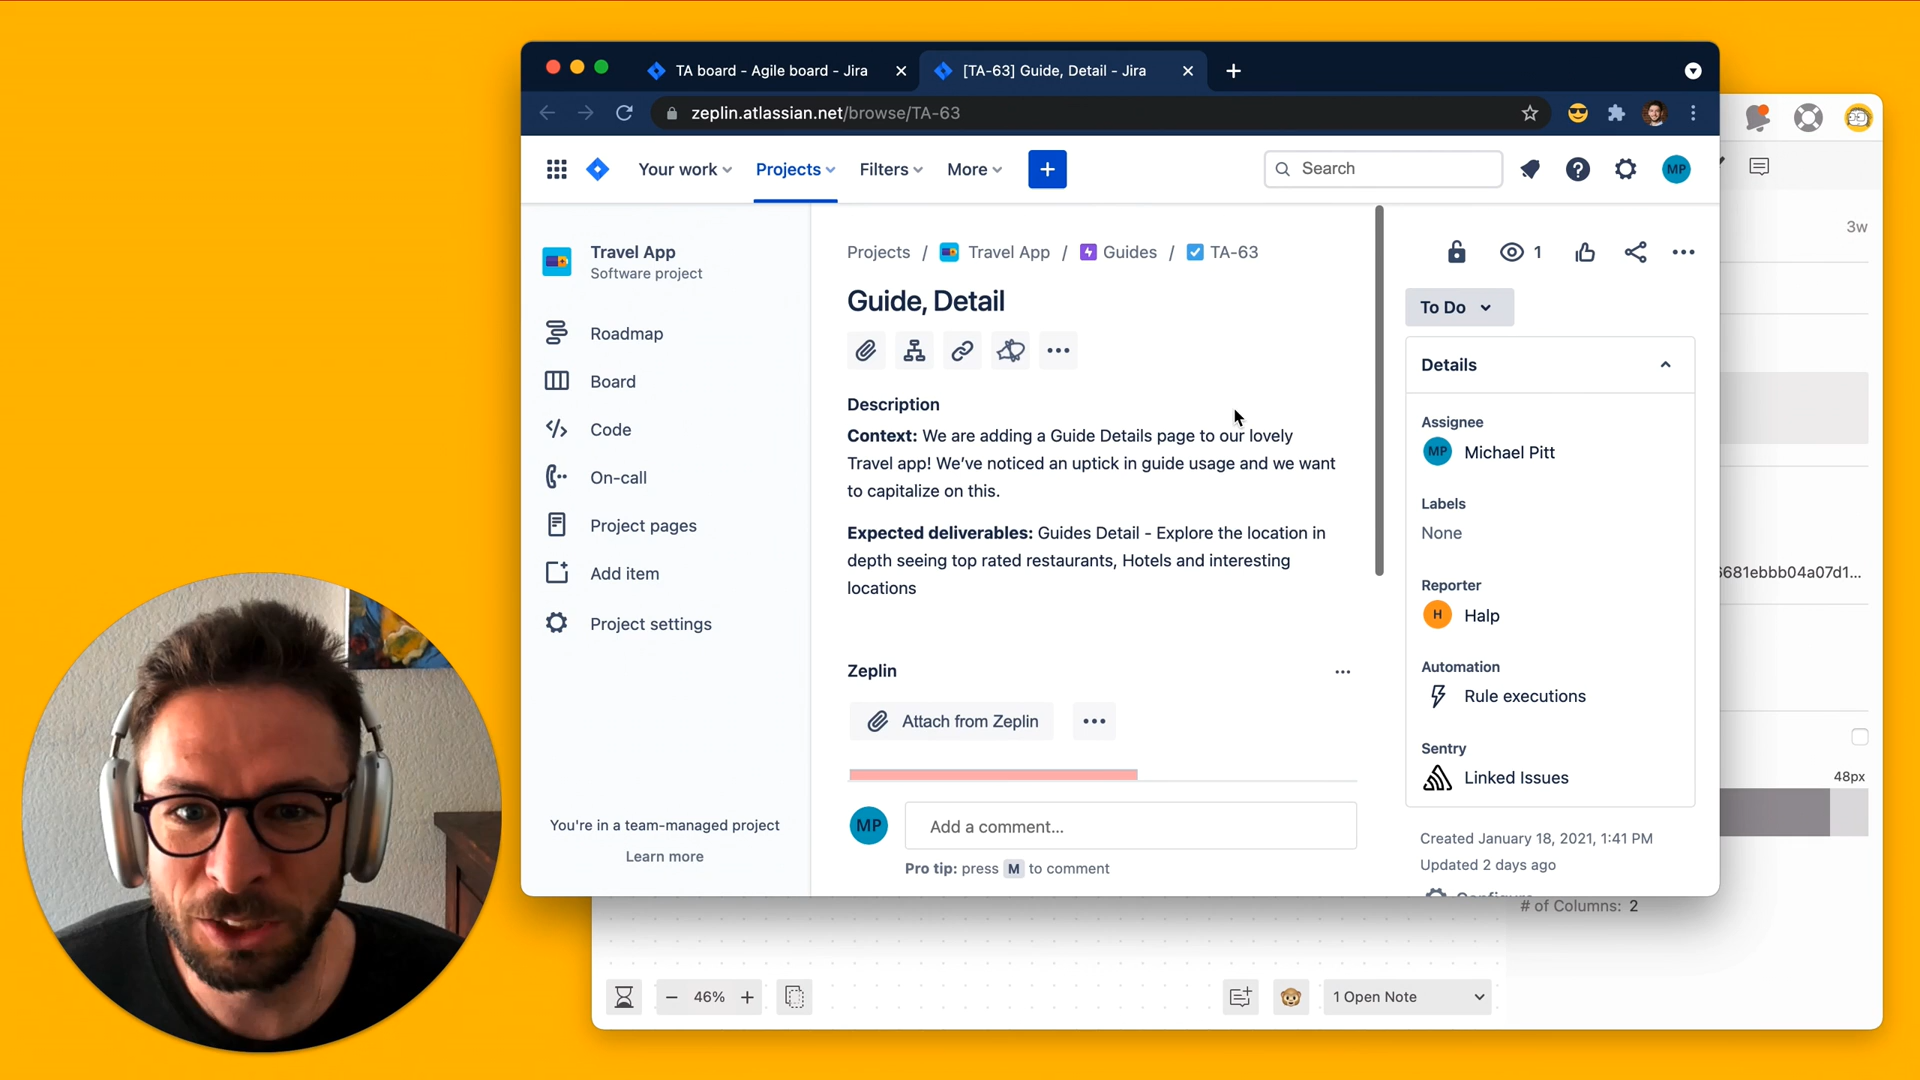 TA board - Agile board - Jira
[TA-63] Guide, Detail - Jira
zeplin.atlassian.net/browse/TA-63
Your work
Projects
Filters
More
Search
MP
Travel App
Software project
Roadmap
Board
Code
On-call
Project pages
Add item
Project settings
You're in a team-managed project
Learn more
Projects / Travel App / Guides / TA-63
Guide, Detail
Description
Context: We are adding a Guide Details page to our lovely
Travel app! We've noticed an uptick in guide usage and we want
to capitalize on this.
Expected deliverables: Guides Detail - Explore the location in
depth seeing top rated restaurants, Hotels and interesting
locations
Zeplin
Attach from Zeplin
MP
Add a comment...
Pro tip: press M to comment
1
To Do
Details
Assignee
MP Michael Pitt
Labels
None
Reporter
H Halp
Automation
Rule executions
Sentry
Linked Issues
Created January 18, 2021, 1:41 PM
Updated 2 days ago
3w
6681ebbb04a07d1...
48px
# of Columns: 2
46%
1 Open Note